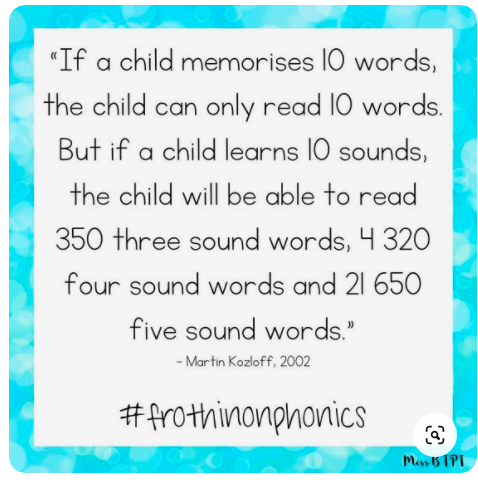 “If a child memorises 10 words,
the child can only read 10 words.
But if a child learns 10 sounds,
the child will be able to read
350 three sound words, 4 320
four sound words and 21 650
five sound words.”
- Martin Kozloff, 2002
#frothinonphonics
Miss BTPT